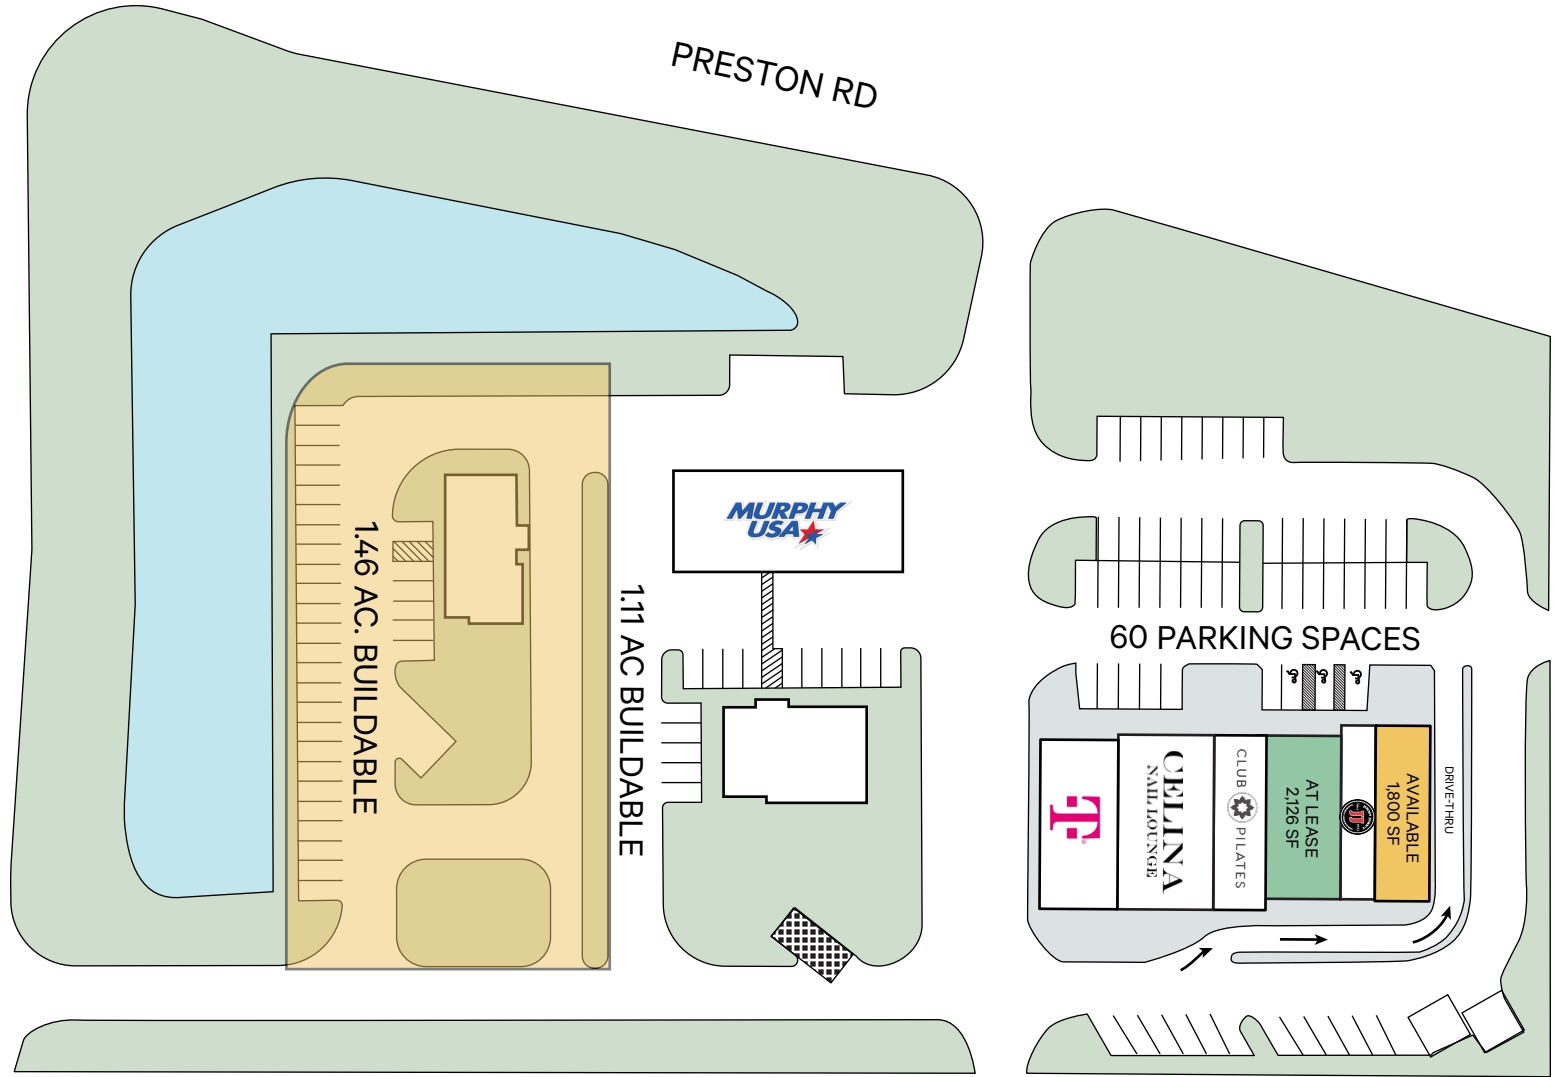 PRESTON RD
MURPHY
USA
1.46 AC. BUILDABLE
1.11 AC BUILDABLE
60 PARKING SPACES
T
CELINA
NAIL LOUNGE
CLUB PILATES
AT LEASE
2,126 SF
JJ
AVAILABLE
1,800 SF
DRIVE-THRU